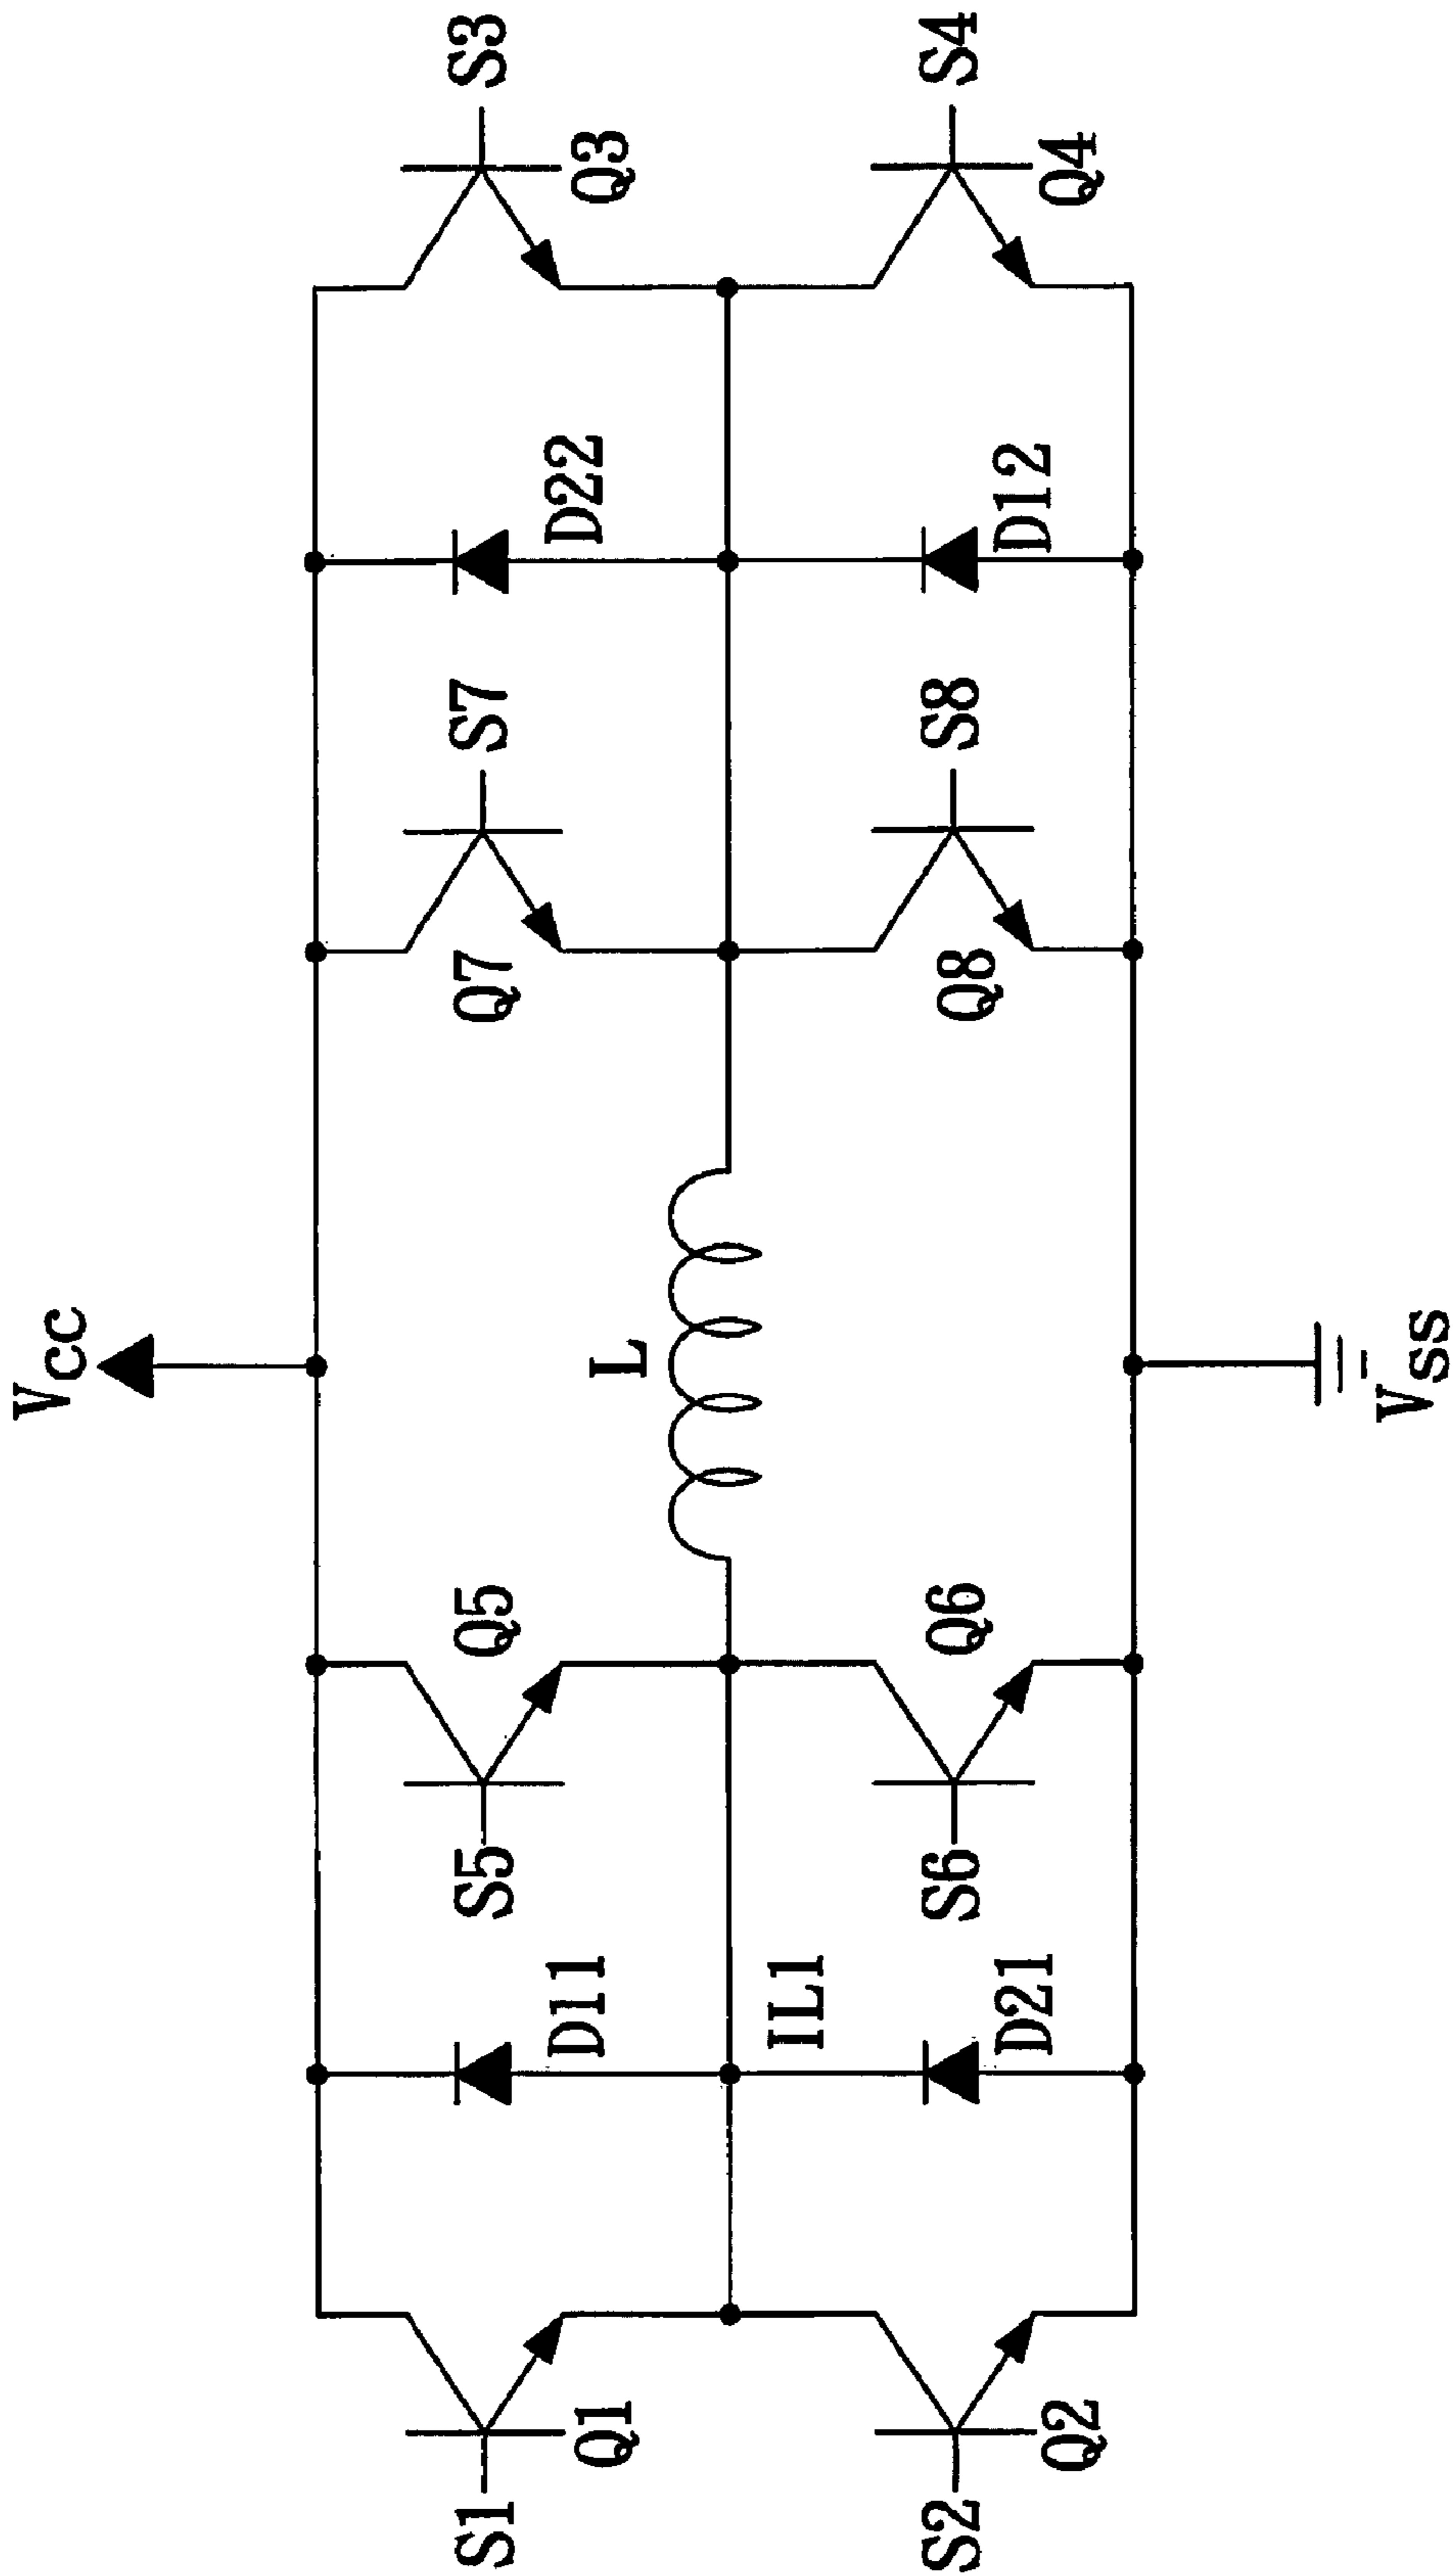 VCC
S1
Q1
D11
S5
Q5
L
Q7
S7
D22
Q3
S3
IL1
S2
Q2
D21
S6
Q6
Q8
S8
D12
Q4
S4
VSS